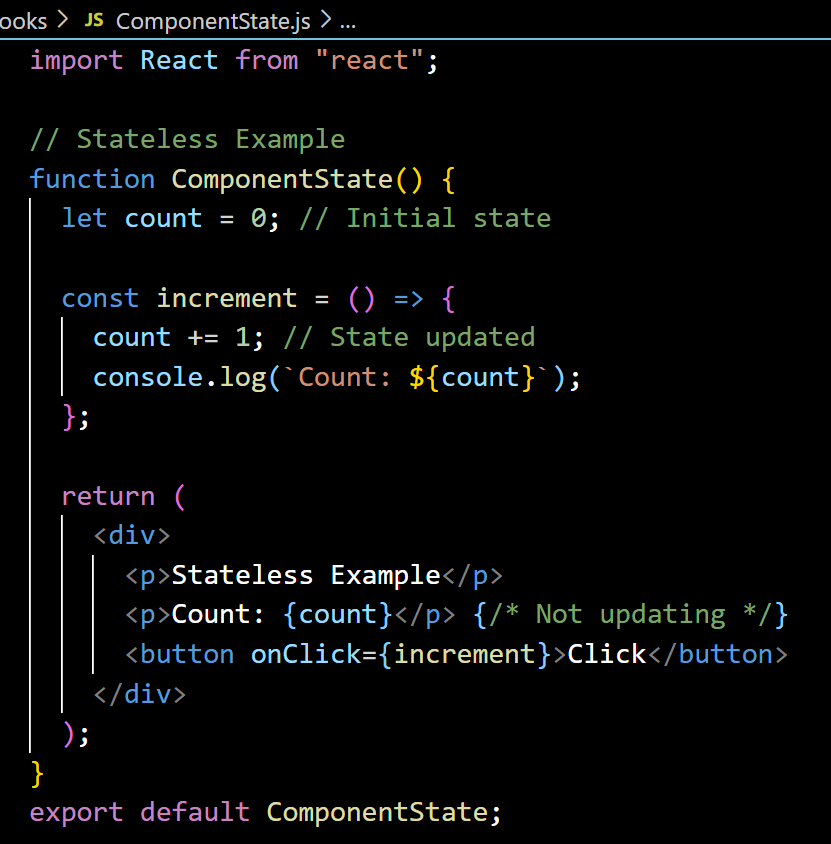 ooks > JS ComponentState.js > ...
import React from "react";
// Stateless Example
function ComponentState() {
let count = 0; // Initial state
const increment = () => {
count += 1; // State updated
console.log(`Count: ${count}`);
};
return (
<div>
<p>Stateless Example</p>
<p>Count: {count}</p> {/* Not updating */}
<button onClick={increment}>Click</button>
</div>
);
}
export default ComponentState;